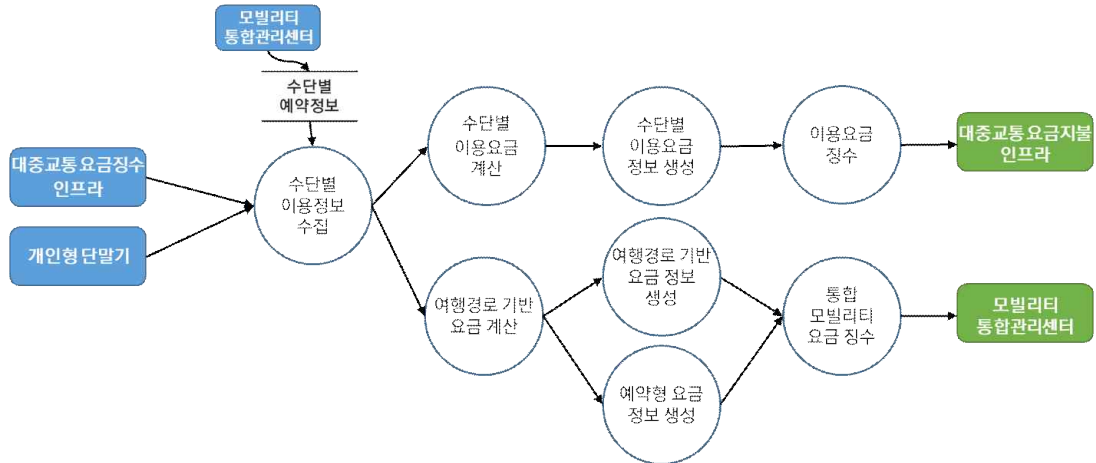 모빌리티
통합관리센터
수단별
예약정보
대중교통 요금징수
인프라
개인형 단말기
수단별
이용정보
수집
수단별
이용요금
계산
수단별
이용요금
정보 생성
이용요금
징수
대중교통 요금지불
인프라
여행경로 기반
요금 계산
여행경로 기반
요금 정보
생성
예약형 요금
정보 생성
통합
모빌리티
요금 징수
모빌리티
통합관리센터